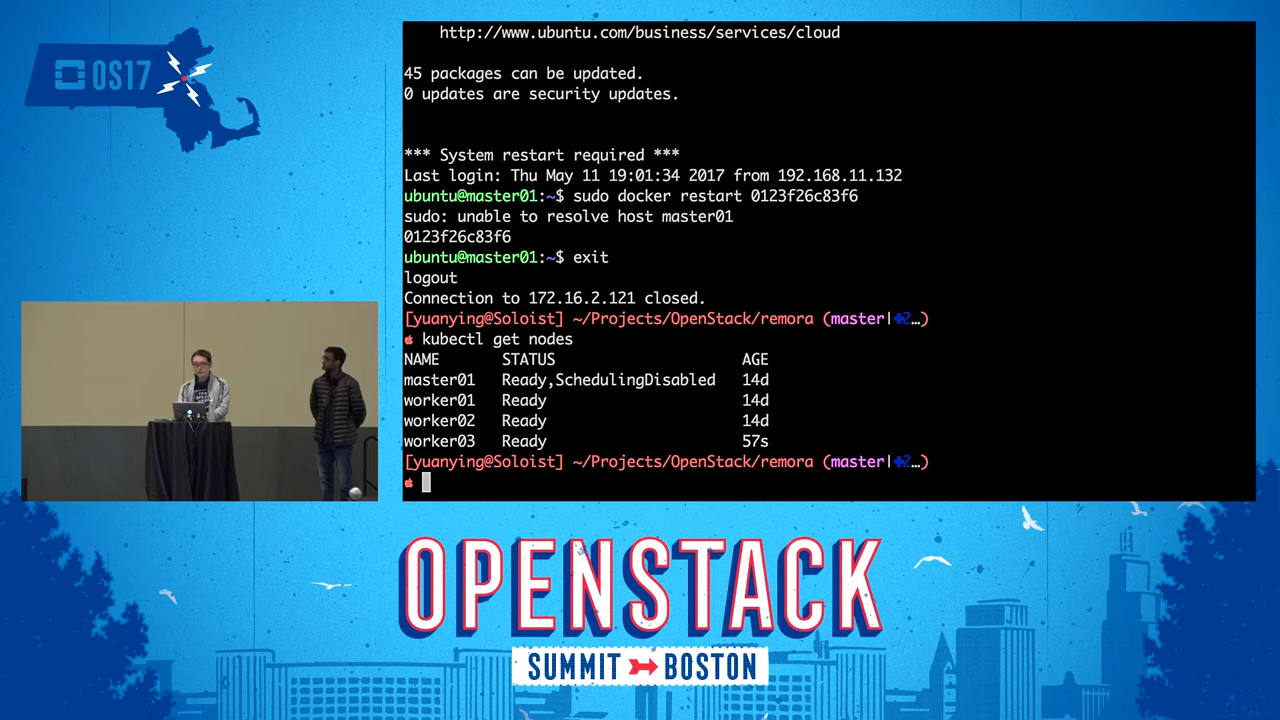 OS17
http://www.ubuntu.com/business/services/cloud
45 packages can be updated.
0 updates are security updates.
*** System restart required ***
Last login: Thu May 11 19:01:34 2017 from 192.168.11.132
ubuntu@master01:~$ sudo docker restart 0123f26c83f6
sudo: unable to resolve host master01
0123f26c83f6
ubuntu@master01:~$ exit
logout
Connection to 172.16.2.121 closed.
[yuanying@Soloist] ~/Projects/OpenStack/remora (master|✚2…)
kubectl get nodes
NAME STATUS AGE
master01 Ready,SchedulingDisabled 14d
worker01 Ready 14d
worker02 Ready 14d
worker03 Ready 57s
[yuanying@Soloist] ~/Projects/OpenStack/remora (master|✚2…)
OPENSTACK
SUMMIT BOSTON